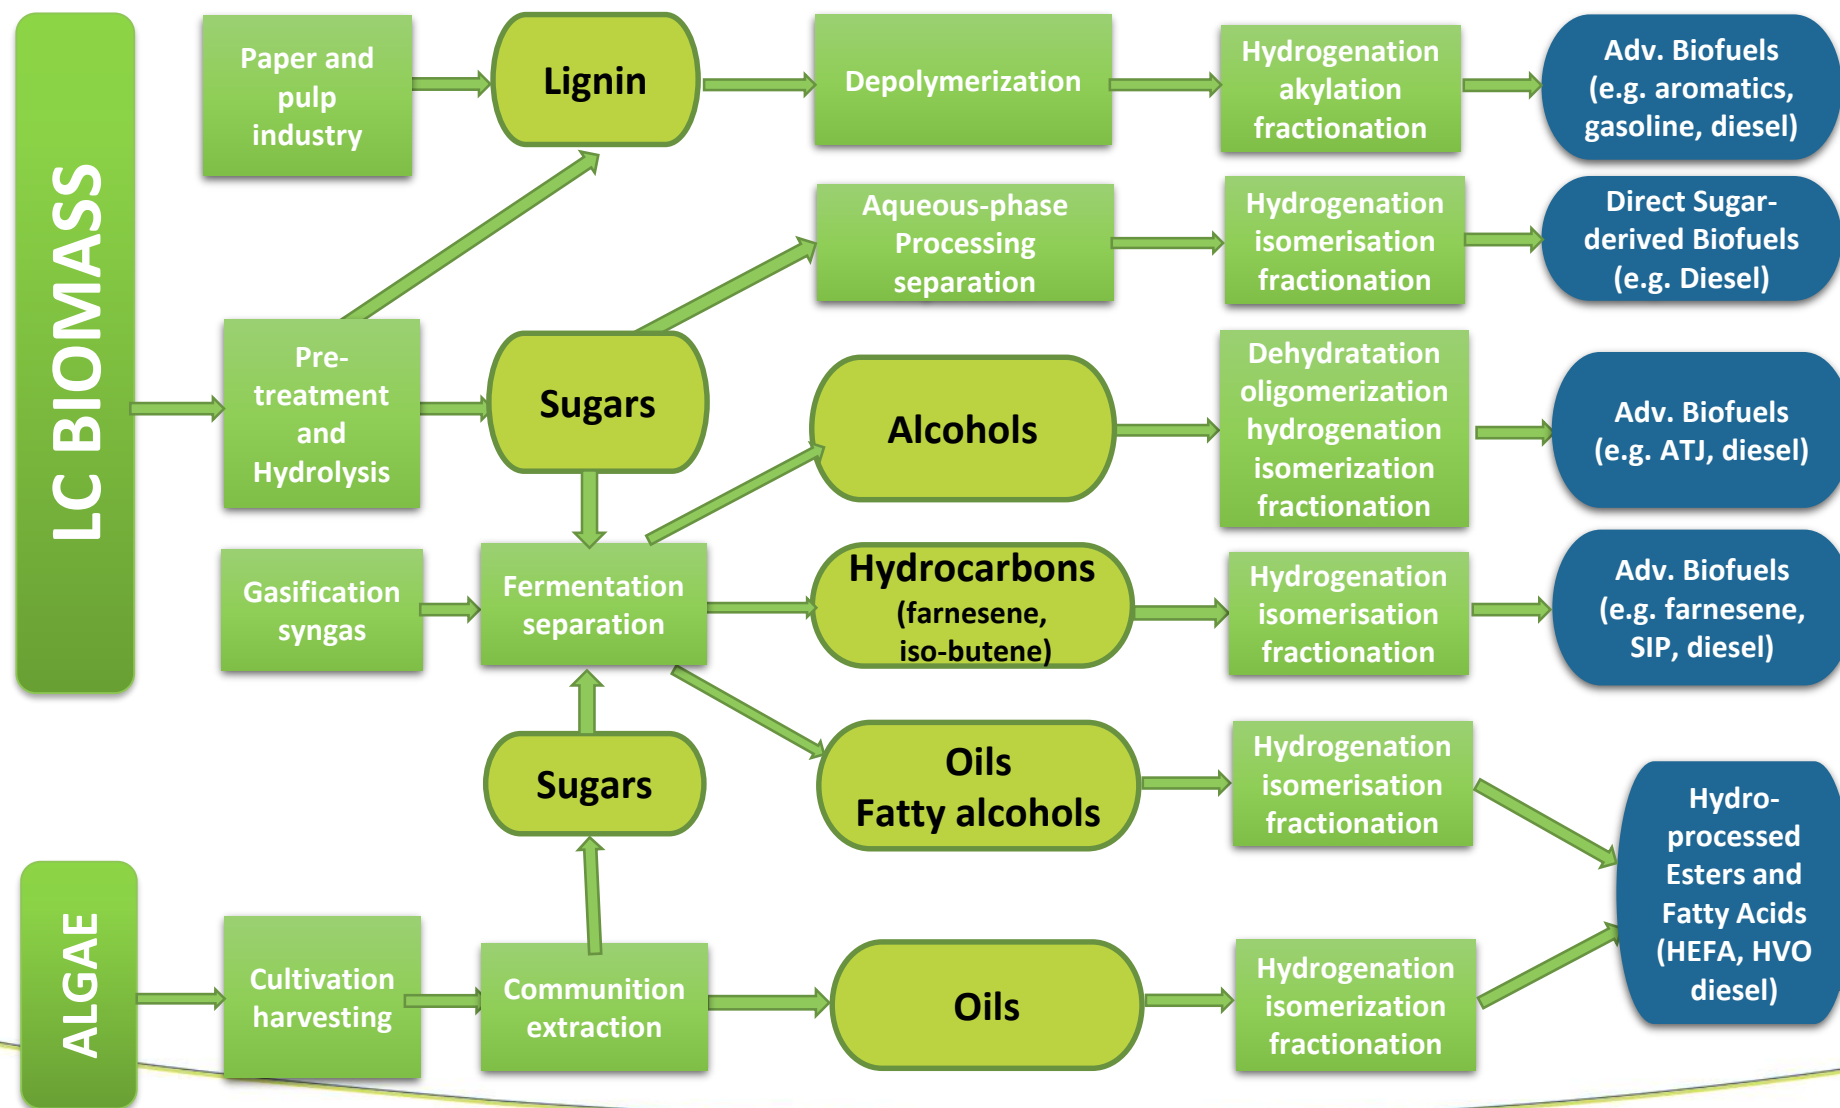 LC BIOMASS
Paper and
pulp
industry
Lignin
Depolymerization
Hydrogenation
akylation
fractionation
Adv. Biofuels
(e.g. aromatics,
gasoline, diesel)
Aqueous-phase
Processing
separation
Hydrogenation
isomerisation
fractionation
Direct Sugar-
derived Biofuels
(e.g. Diesel)
Pre-
treatment
and
Hydrolysis
Sugars
Alcohols
Dehydratation
oligomerization
hydrogenation
isomerization
fractionation
Adv. Biofuels
(e.g. ATJ, diesel)
Gasification
syngas
Fermentation
separation
Hydrocarbons
(farnesene,
iso-butene)
Hydrogenation
isomerisation
fractionation
Adv. Biofuels
(e.g. farnesene,
SIP, diesel)
Sugars
Oils
Fatty alcohols
Hydrogenation
isomerisation
fractionation
Hydro-
processed
Esters and
Fatty Acids
(HEFA, HVO
diesel)
ALGAE
Cultivation
harvesting
Communition
extraction
Oils
Hydrogenation
isomerization
fractionation